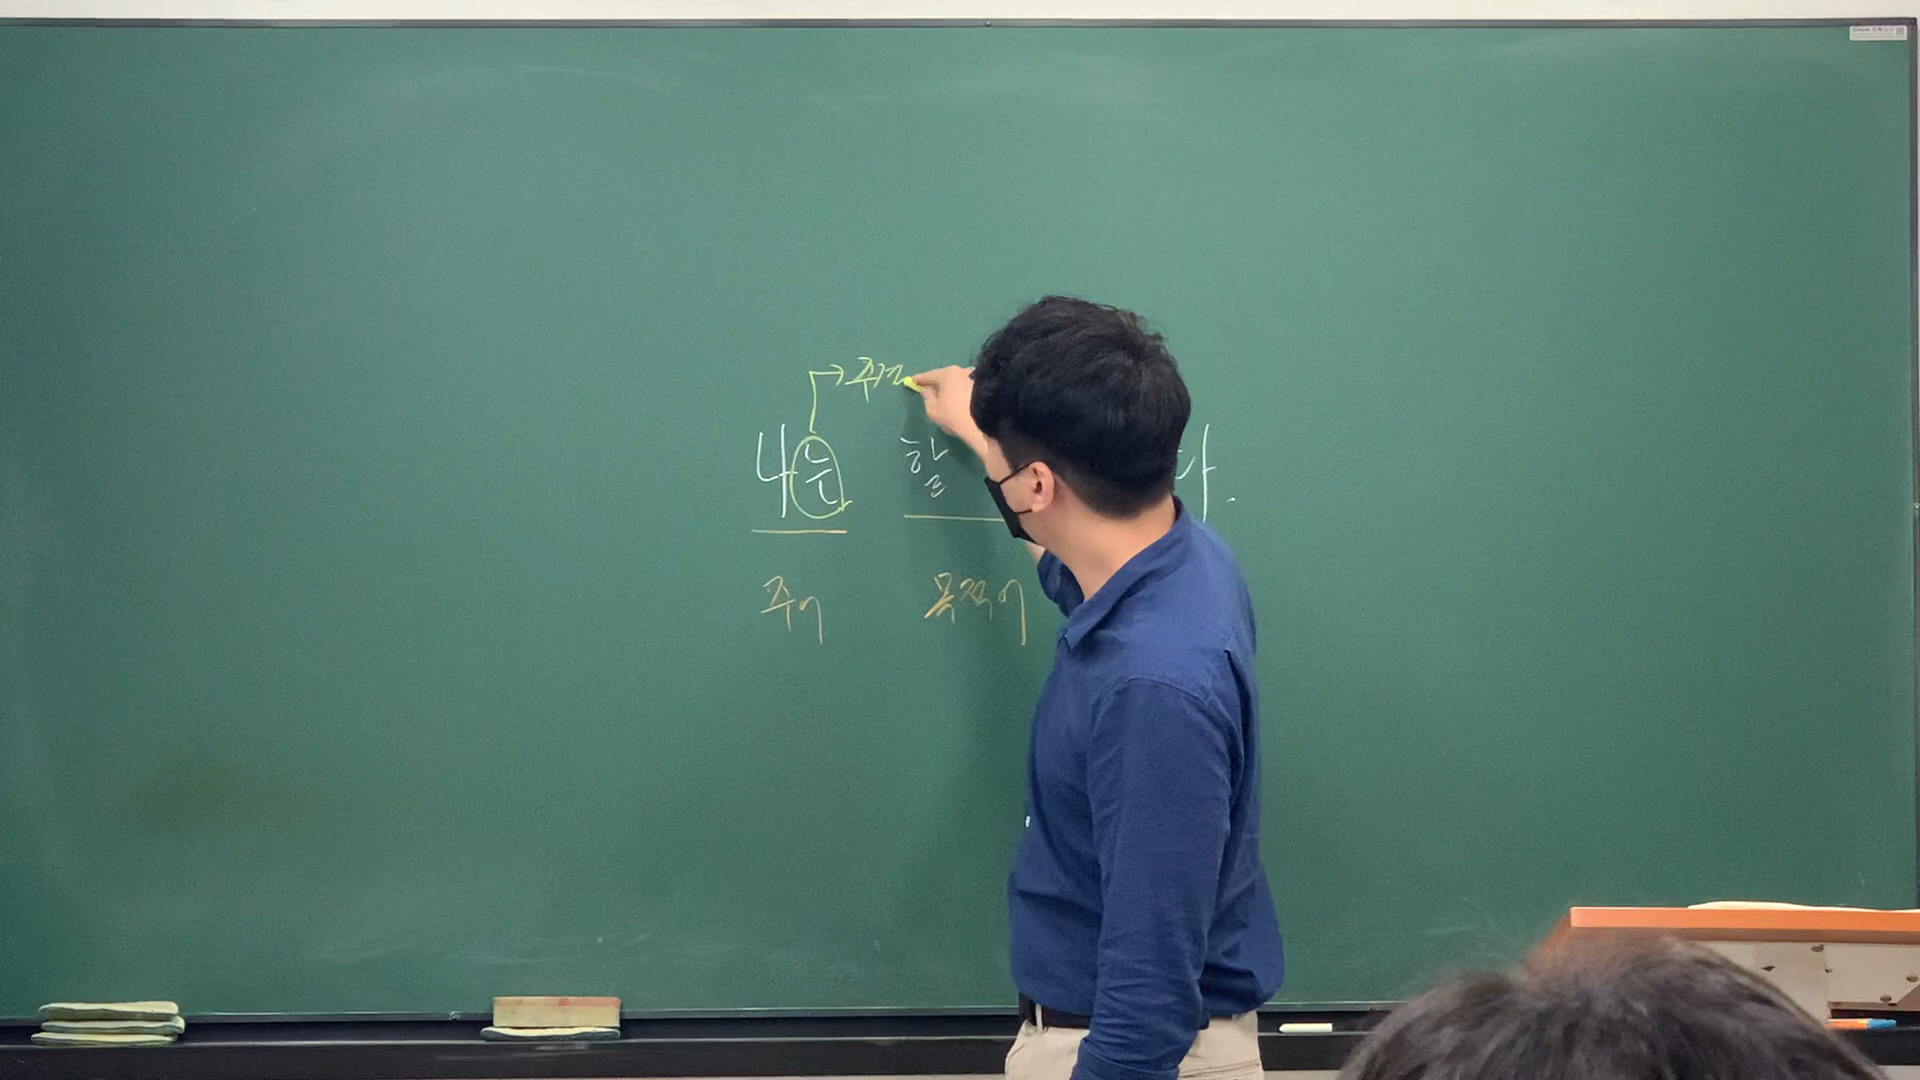 →주격
나는 할 다.
주어 목적어